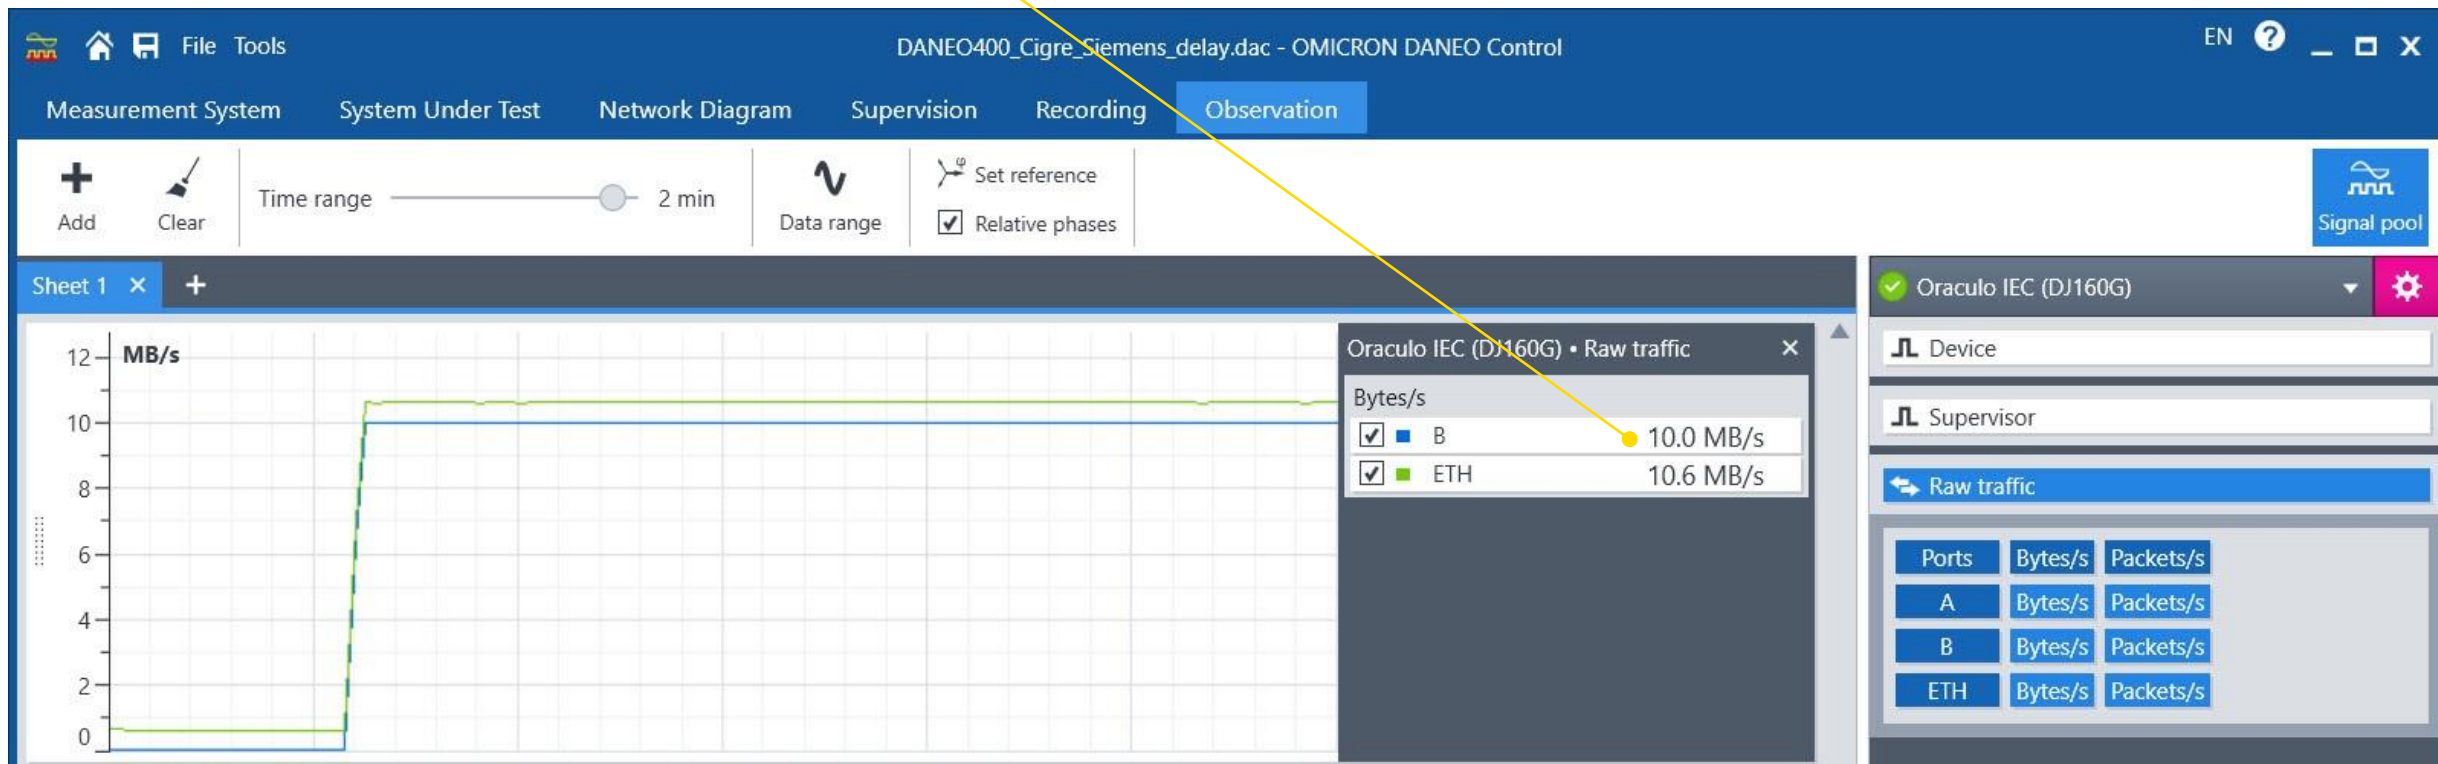 File Tools
DANEO400_Cigre_Siemens_delay.dac - OMICRON DANEO Control
EN ?
Measurement System System Under Test Network Diagram Supervision Recording Observation
Add
Clear
Time range 2 min
Data range
φ Set reference
Relative phases
Signal pool
Sheet 1 × +
Oraculo IEC (DJ160G)
MB/s
12
10
8
6
4
2
0
Oraculo IEC (DJ160G) • Raw traffic ×
Bytes/s
B 10.0 MB/s
ETH 10.6 MB/s
Device
Supervisor
Raw traffic
Ports Bytes/s Packets/s
A Bytes/s Packets/s
B Bytes/s Packets/s
ETH Bytes/s Packets/s